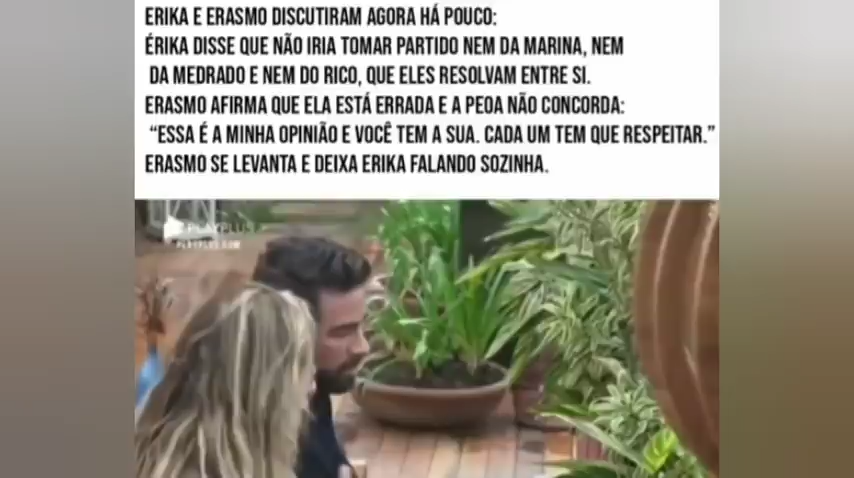 ERIKA E ERASMO DISCUTIRAM AGORA HÁ POUCO:
ÉRIKA DISSE QUE NÃO IRIA TOMAR PARTIDO NEM DA MARINA, NEM
DA MEDRADO E NEM DO RICO, QUE ELES RESOLVAM ENTRE SI.
ERASMO AFIRMA QUE ELA ESTÁ ERRADA E A PEOA NÃO CONCORDA:
“ESSA É A MINHA OPINIÃO E VOCÊ TEM A SUA. CADA UM TEM QUE RESPEITAR.”
ERASMO SE LEVANTA E DEIXA ERIKA FALANDO SOZINHA.
PLAYPLUS
PLAYPLUS.COM